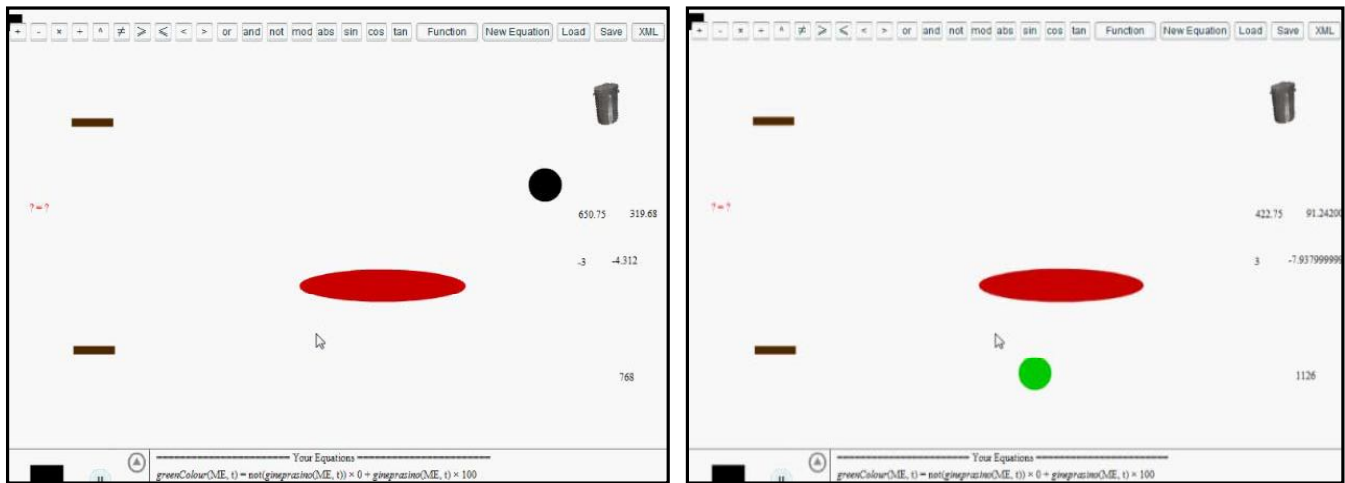 + - × ÷ ^ ≠ ⩾ ⩽ < > or and not mod abs sin cos tan Function New Equation Load Save XML
? = ?
650.75 319.68
-3 -4.312
768
Your Equations
greenColour(ME, t) = not(gineprasino(ME, t)) × 0 + gineprasino(ME, t) × 100
+ - × ÷ ^ ≠ ⩾ ⩽ < > or and not mod abs sin cos tan Function New Equation Load Save XML
? = ?
422.75 91.24200
3 -7.937999999
1126
Your Equations
greenColour(ME, t) = not(gineprasino(ME, t)) × 0 + gineprasino(ME, t) × 100